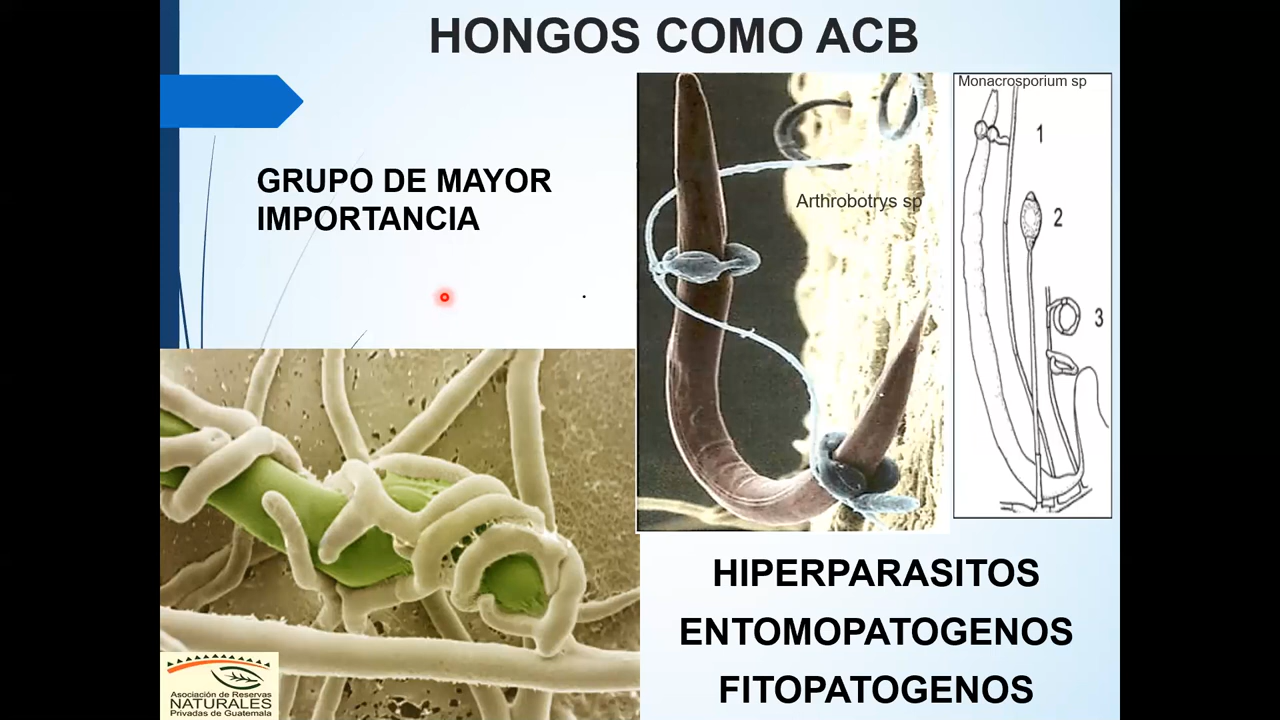 HONGOS COMO ACB
GRUPO DE MAYOR
IMPORTANCIA
Arthrobotrys sp
Monacrosporium sp
1
2
3
HIPERPARASITOS
ENTOMOPATOGENOS
FITOPATOGENOS
Asociación de Reservas
NATURALES
Privadas de Guatemala